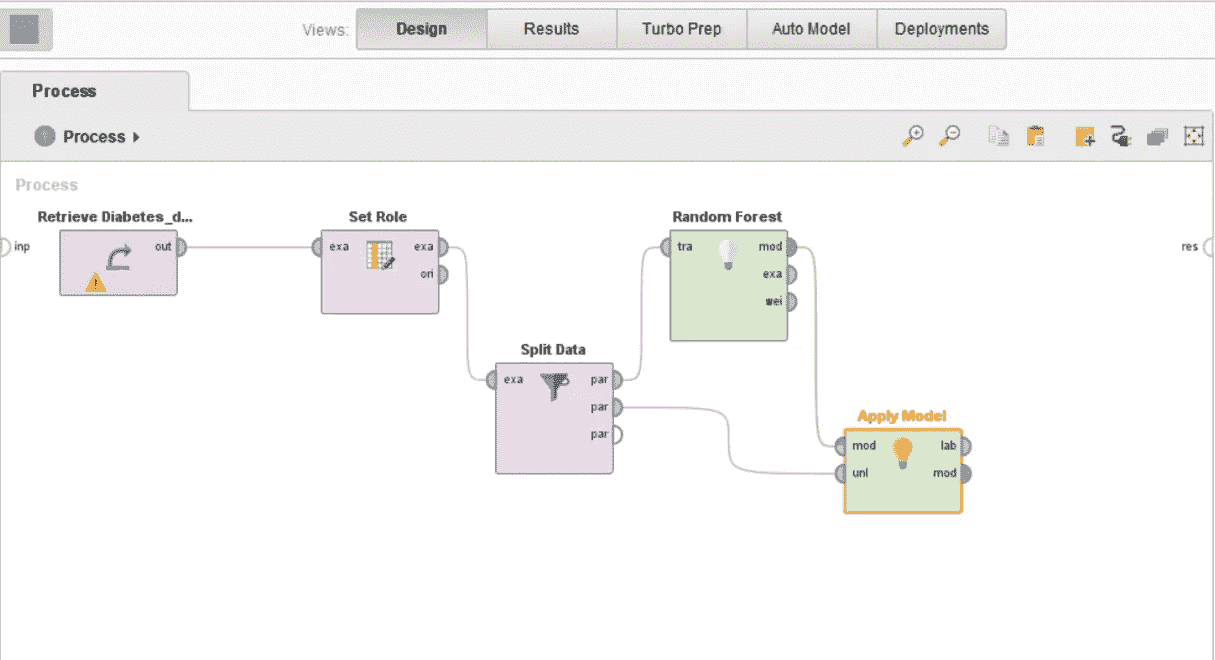 Views: Design Results Turbo Prep Auto Model Deployments
Process
Process
Process
Retrieve Diabetes_d...
inp
out
Set Role
exa exa
ori
Split Data
exa par
par
par
Random Forest
tra mod
exa
wei
Apply Model
mod lab
unl mod
res